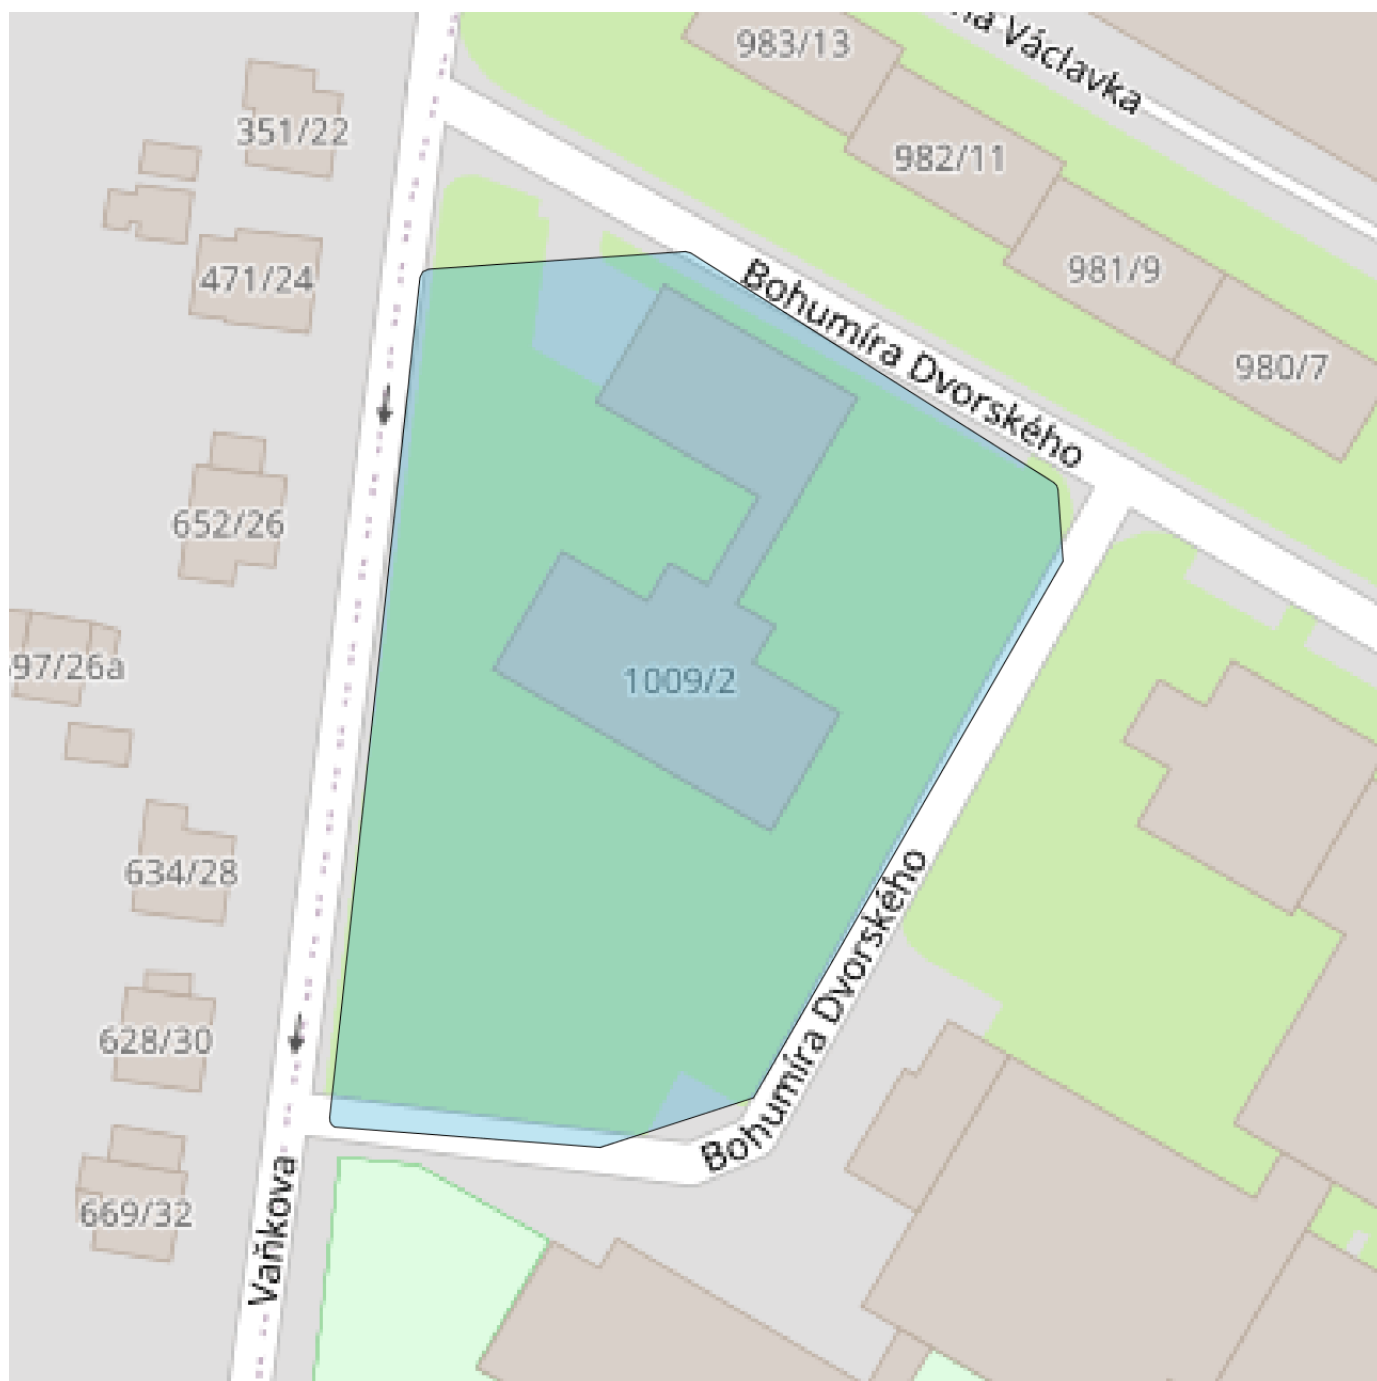 983/13
na Václavka
351/22
982/11
471/24
981/9
Bohumíra Dvorského
980/7
652/26
97/26a
1009/2
634/28
Bohumíra Dvorského
628/30
669/32
Vaňkova